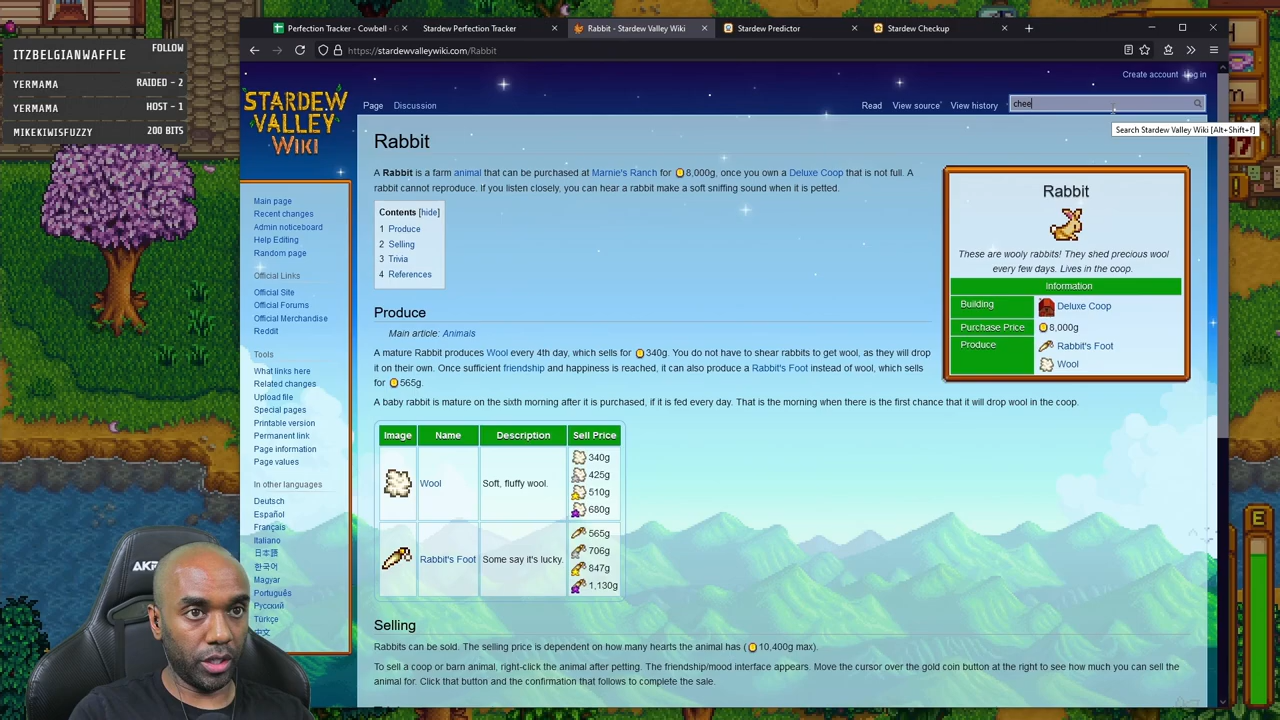 ITZBELGIANWAFFLE FOLLOW
YERMAMA RAIDED - 2
YERMAMA HOST - 1
MIKEKIWISFUZZY 200 BITS
Perfection Tracker - Cowbell -
Stardew Perfection Tracker
Rabbit - Stardew Valley Wiki
Stardew Predictor
Stardew Checkup
https://stardewvalleywiki.com/Rabbit
Create account Log in
STARDEW VALLEY WIKI
Page Discussion
Read View source View history
chee
Search Stardew Valley Wiki [Alt+Shift+f]
Main page
Recent changes
Admin noticeboard
Help Editing
Random page
Official Links
Official Site
Official Forums
Official Merchandise
Reddit
Tools
What links here
Related changes
Upload file
Special pages
Printable version
Permanent link
Page information
Page values
In other languages
Deutsch
Español
Français
Italiano
日本語
한국어
Magyar
Português
Русский
Türkçe
中文
Rabbit
A Rabbit is a farm animal that can be purchased at Marnie's Ranch for 8,000g, once you own a Deluxe Coop that is not full. A
rabbit cannot reproduce. If you listen closely, you can hear a rabbit make a soft sniffing sound when it is petted.
Contents [hide]
1 Produce
2 Selling
3 Trivia
4 References
Produce
Main article: Animals
A mature Rabbit produces Wool every 4th day, which sells for 340g. You do not have to shear rabbits to get wool, as they will drop
it on their own. Once sufficient friendship and happiness is reached, it can also produce a Rabbit's Foot instead of wool, which sells
for 565g.
A baby rabbit is mature on the sixth morning after it is purchased, if it is fed every day. That is the morning when there is the first chance that it will drop wool in the coop.
Image Name Description Sell Price
Wool Soft, fluffy wool.
340g
425g
510g
680g
Rabbit's Foot Some say it's lucky.
565g
706g
847g
1,130g
Selling
Rabbits can be sold. The selling price is dependent on how many hearts the animal has ( 10,400g max).
To sell a coop or barn animal, right-click the animal after petting. The friendship/mood interface appears. Move the cursor over the gold coin button at the right to see how much you can sell the
animal for. Click that button and the confirmation that follows to complete the sale.
Rabbit
These are wooly rabbits! They shed precious wool
every few days. Lives in the coop.
Information
Building Deluxe Coop
Purchase Price 8,000g
Produce Rabbit's Foot
Wool
E